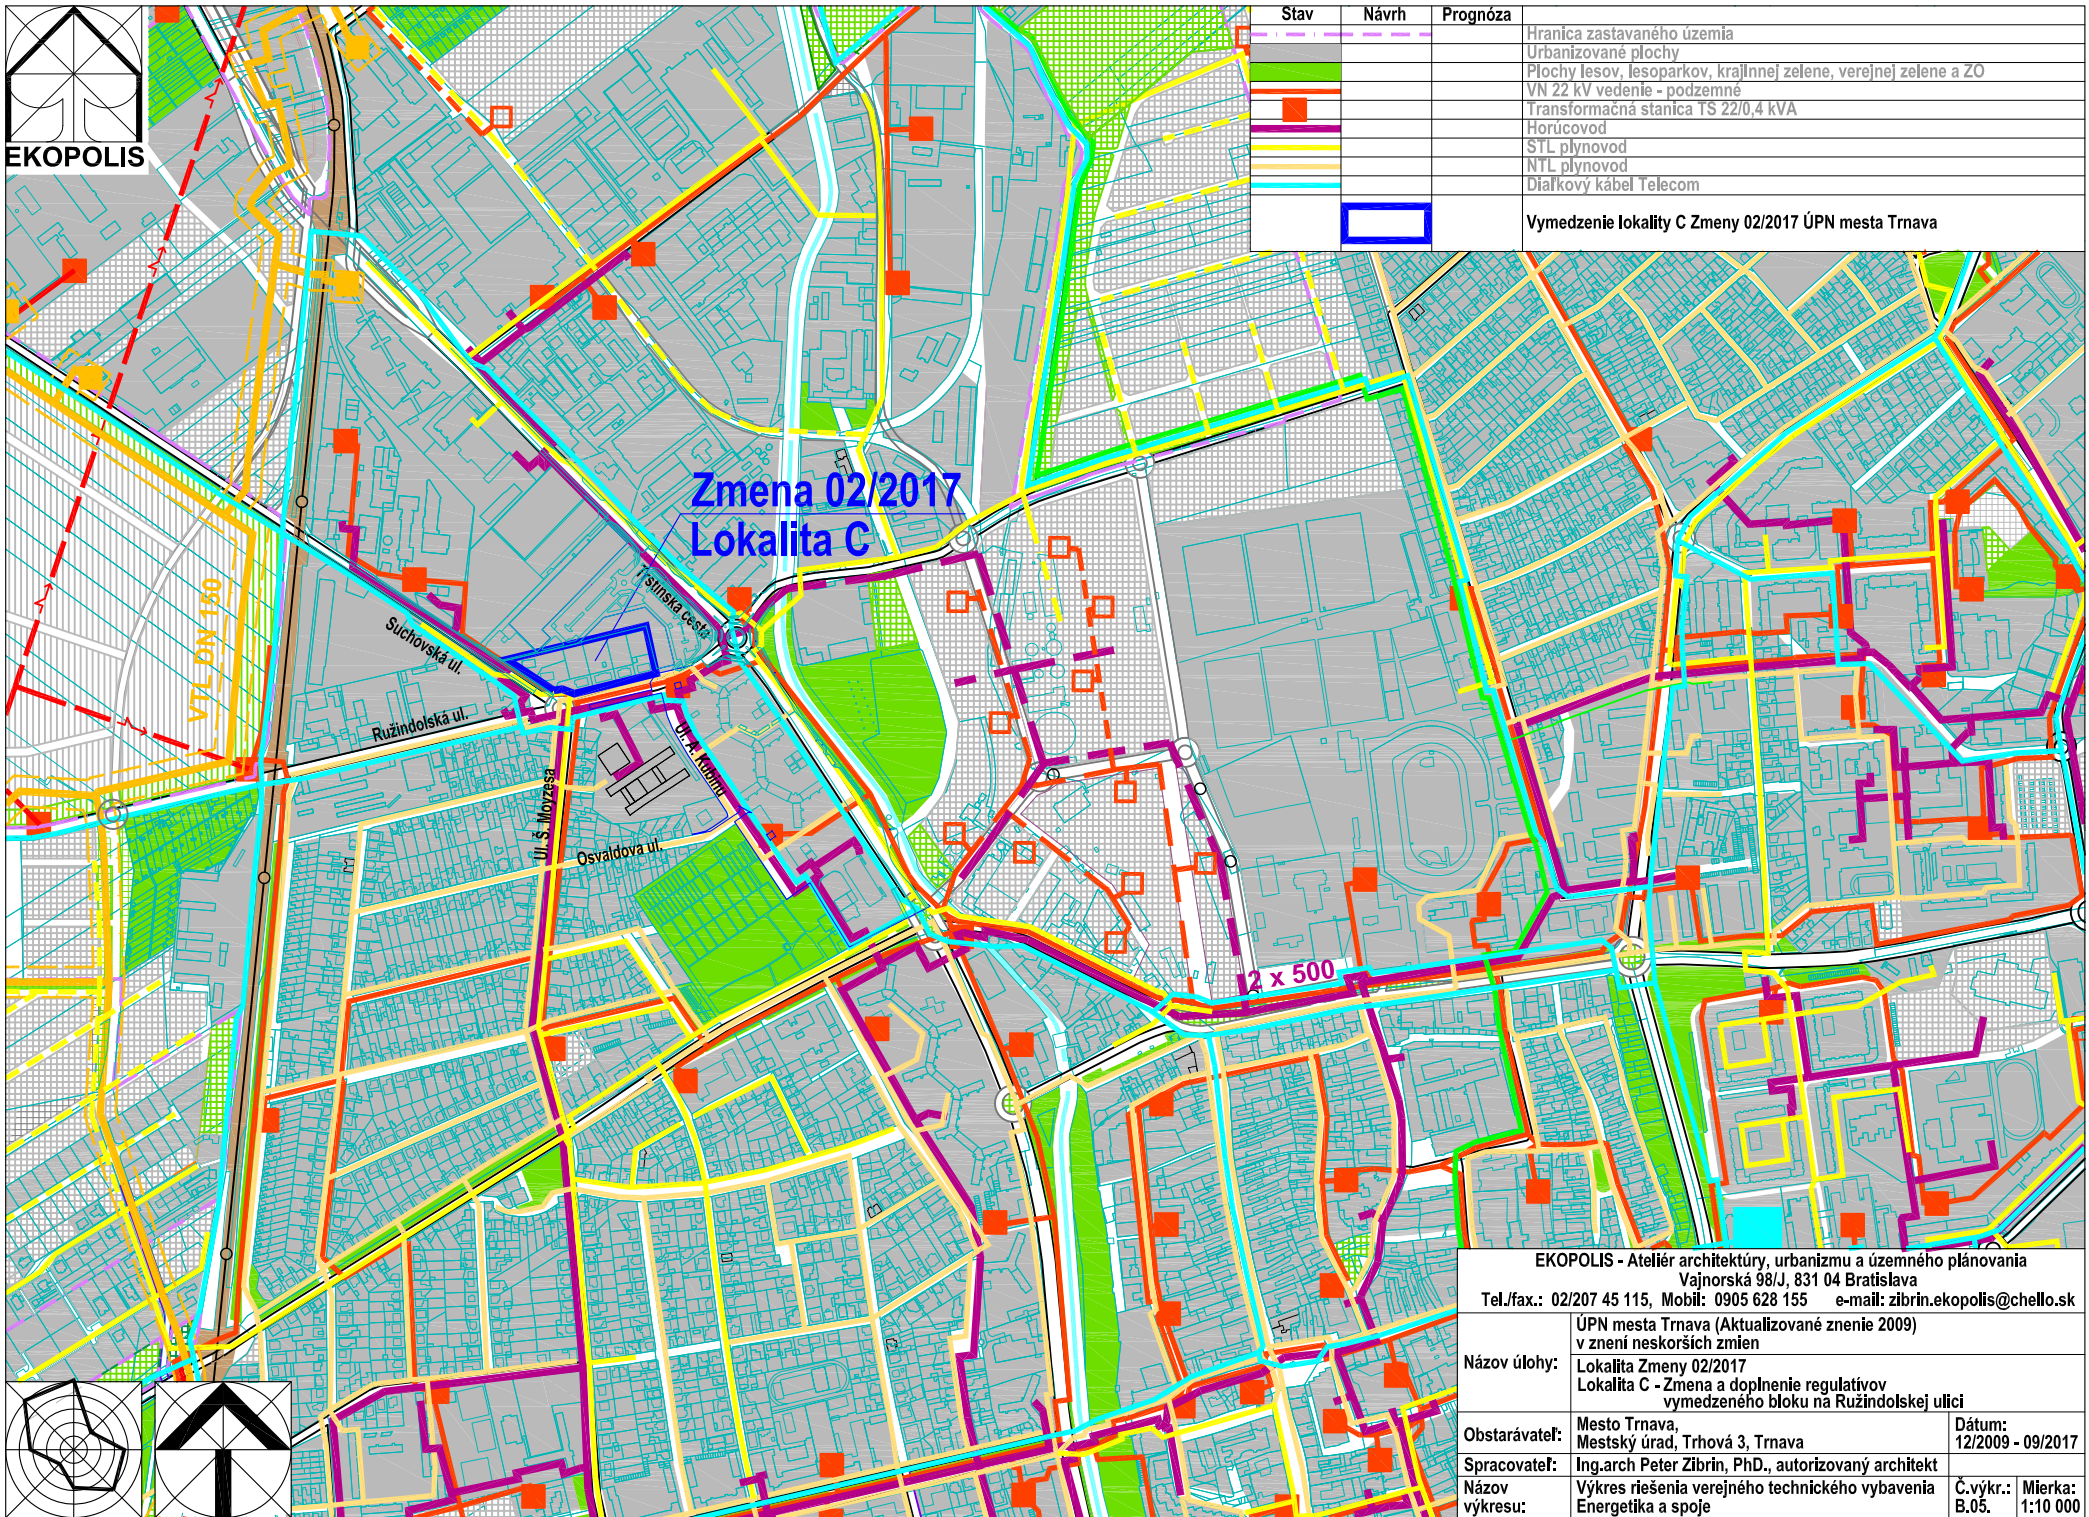 EKOPOLIS
Stav Návrh Prognóza
Hranica zastavaného územia
Urbanizované plochy
Plochy lesov, lesoparkov, krajinnej zelene, verejnej zelene a ZO
VN 22 kV vedenie - podzemné
Transformačná stanica TS 22/0,4 kVA
Horúcovod
STL plynovod
NTL plynovod
Diaľkový kábel Telecom
Vymedzenie lokality C Zmeny 02/2017 ÚPN mesta Trnava
Zmena 02/2017
Lokalita C
Trstínska cesta
Suchovská ul.
Ružindolská ul.
VTL DN 150
Ul. A. Kubinu
Ul. Š. Moyzesa
Osvaldova ul.
2 x 500
EKOPOLIS - Ateliér architektúry, urbanizmu a územného plánovania
Vajnorská 98/J, 831 04 Bratislava
Tel./fax.: 02/207 45 115, Mobil: 0905 628 155 e-mail: zibrin.ekopolis@chello.sk
Názov úlohy:
ÚPN mesta Trnava (Aktualizované znenie 2009)
v znení neskorších zmien
Lokalita Zmeny 02/2017
Lokalita C - Zmena a doplnenie regulatívov
vymedzeného bloku na Ružindolskej ulici
Obstarávateľ:
Mesto Trnava,
Mestský úrad, Trhová 3, Trnava
Dátum:
12/2009 - 09/2017
Spracovateľ: Ing.arch Peter Zibrin, PhD., autorizovaný architekt
Názov
výkresu:
Výkres riešenia verejného technického vybavenia
Energetika a spoje
Č.výkr.:
B.05.
Mierka:
1:10 000